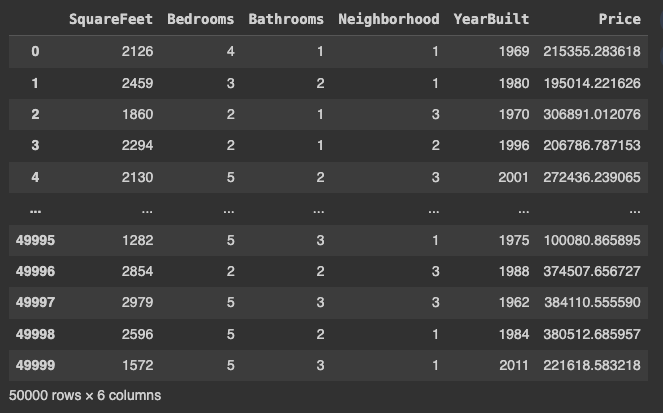 SquareFeet Bedrooms Bathrooms Neighborhood YearBuilt Price
0 2126 4 1 1 1969 215355.283618
1 2459 3 2 1 1980 195014.221626
2 1860 2 1 3 1970 306891.012076
3 2294 2 1 2 1996 206786.787153
4 2130 5 2 3 2001 272436.239065
... ... ... ... ... ... ...
49995 1282 5 3 1 1975 100080.865895
49996 2854 2 2 3 1988 374507.656727
49997 2979 5 3 3 1962 384110.555590
49998 2596 5 2 1 1984 380512.685957
49999 1572 5 3 1 2011 221618.583218
50000 rows × 6 columns